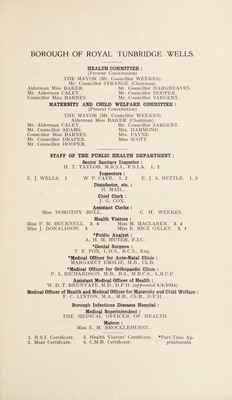 BOROUGH OF ROYAL TUNBRIDGE WELLS.
HEALTH COMMITTEE :
(Present Constitution)
THE MAYOR (Mr. Councillor WEEKES).
Mr. Councillor STRANGE (Chairman).
Alderman Miss BAKER. Mr. Councillor HARGREAVES.
Mr. Alderman CALEY. Mr. Councillor HOOPER.
Councillor Miss BARNES. Mr. Councillor SARGENT.
MATERNITY AND CHILD WELFARE COMMITTEE :
(Present Constitution)
THE MAYOR (Mr. Councillor WEEKES).
Alderman Miss BAKER (Chairman).
Mr. Alderman CALEY. Mr. Councillor SARGENT.
Mr. Councillor ADAMS. Mrs. HAMMOND.
Councillor Miss BARNES. Mrs. PAYNE.
Mr. Councillor DRAPER. Miss SCOTT.
Mr. Councillor HOOPER.
STAFF OF THE PUBLIC HEALTH DEPARTMENT :
Senior Sanitary Inspector :
H. T. TAYLOR, M.R.S.I., F.S.I.A. 1, 2.
Inspectors :
E. J. WELLS. 1 W. P. CAVE. 1, 2 E. J. A. BETTLE. 1, 2
Disinfector, etc. :
H. MAIL.
Chief Clerk :
J. G. COX.
Assistant Clerks :
Miss DOROTHY BULL. C. H. WEEKES.
Health Visitors :
Miss P. M. BUCKNELL. 3, 4 Miss M. MACLAREN. 3, 4
Miss J. DONALDSON. 3 Miss E. RICE OXLEY. 3, 4
*Public Analyst :
A. H. M. MUTER, F.I.C.
*Dental Surgeon :
T. P. FOX, L.D.S., R.C.S., Eng.
*Medical Officer for Ante-Natal Clinic :
MARGARET EMSLIE, M.B., Ch.B.
*Medical Officer for Orthopædic Clinic :
P. L. RICHARDSON, M.B., B.S., M.R.C.S., L.R.C.P.
Assistant Medical Officer of Health :
W. D. T. BRUNYATE, M.D., D.P.H. (appointed 4/4/1934).
Medical Officer of Health and Medical Officer for Maternity and Child Welfare :
F. C. LINTON, M.A., M.B., Ch.B., D.P.H.
Borough Infectious Diseases Hospital :
Medical Superintendent :
THE MEDICAL OFFICER OF HEALTH.
Matron :
Miss E. M. BROCKLEHURST.
1. R.S.I. Certificate. 3. Health Visitors' Certificate. *Part-Time Ap-
2. Meat Certificate. 4. C.M.B. Certificate. pointments.